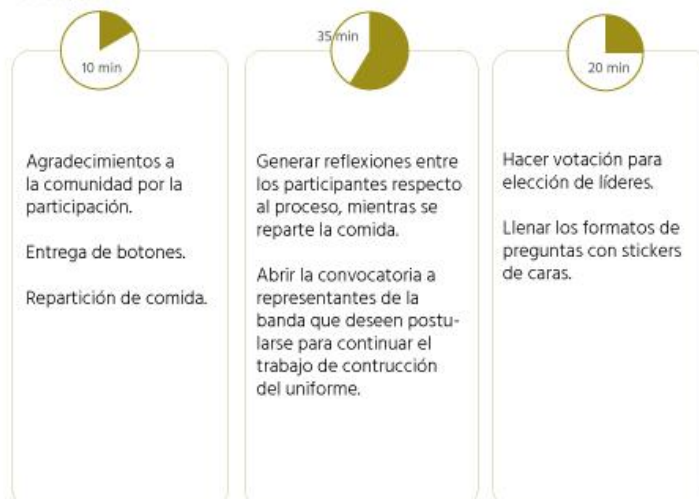 10 min
Agradecimientos a
la comunidad por la
participación.
Entrega de botones.
Repartición de comida.
35 min
Generar reflexiones entre
los participantes respecto
al proceso, mientras se
reparte la comida.
Abrir la convocatoria a
representantes de la
banda que deseen postu-
larse para continuar el
trabajo de contrucción
del uniforme.
20 min
Hacer votación para
elección de líderes.
Llenar los formatos de
preguntas con stickers
de caras.